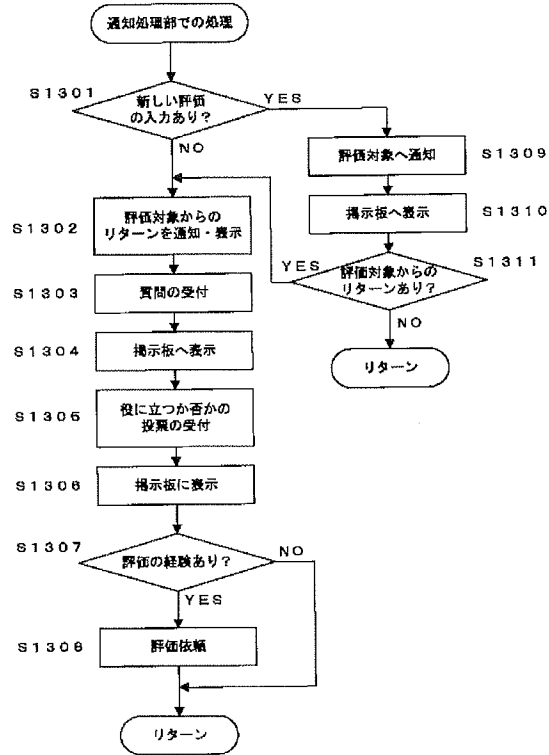 通知処理部での処理
S1301
新しい評価
の入力あり？
YES
NO
評価対象へ通知
S1309
掲示板へ表示
S1310
S1302
評価対象からの
リターンを通知・表示
YES
評価対象からの
リターンあり？
S1311
NO
リターン
S1303
質問の受付
S1304
掲示板へ表示
S1305
役に立つか否かの
投票の受付
S1306
掲示板に表示
S1307
評価の経験あり？
NO
YES
S1308
評価依頼
リターン